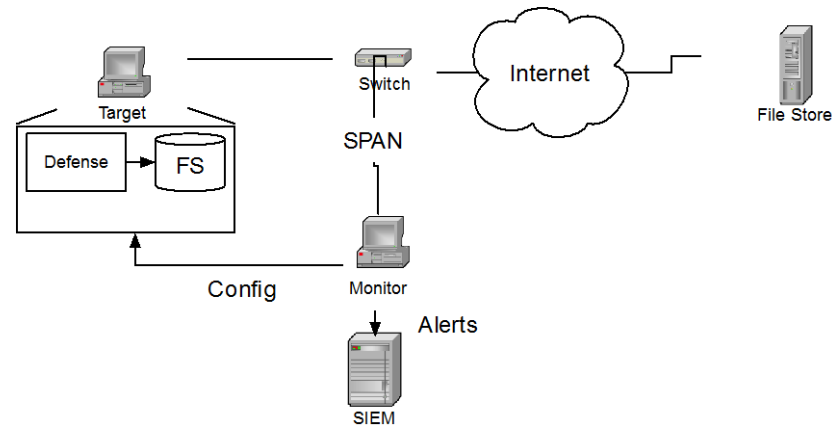 Internet
Switch
Target
File Store
SPAN
Defense
FS
Config
Monitor
Alerts
SIEM